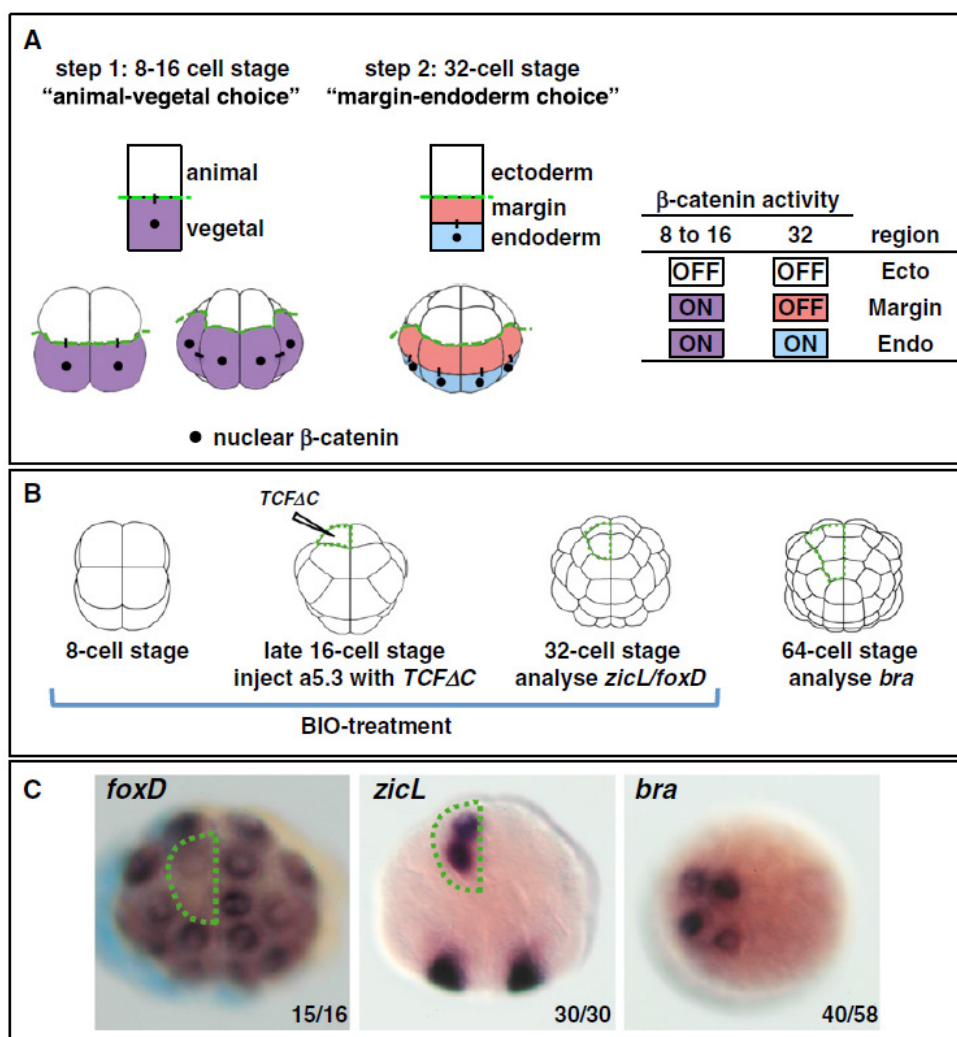 A
step 1: 8-16 cell stage
“animal-vegetal choice”
step 2: 32-cell stage
“margin-endoderm choice”
animal
vegetal
ectoderm
margin
endoderm
β-catenin activity
8 to 16 32 region
OFF OFF Ecto
ON OFF Margin
ON ON Endo
nuclear β-catenin
B
TCFΔC
8-cell stage
late 16-cell stage
inject a5.3 with TCFΔC
32-cell stage
analyse zicL/foxD
64-cell stage
analyse bra
BIO-treatment
C
foxD
15/16
zicL
30/30
bra
40/58